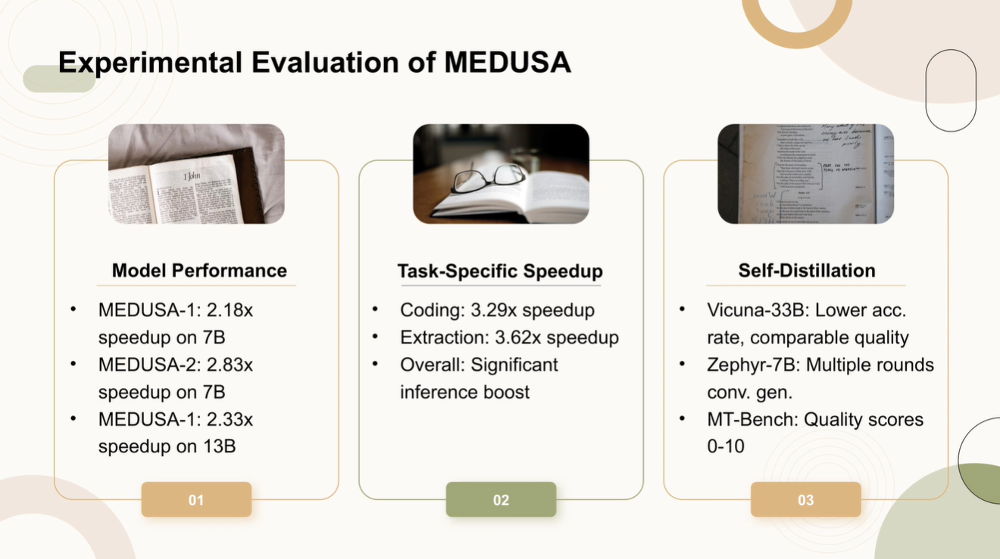 Experimental Evaluation of MEDUSA
1 John
Model Performance
• MEDUSA-1: 2.18x
speedup on 7B
• MEDUSA-2: 2.83x
speedup on 7B
• MEDUSA-1: 2.33x
speedup on 13B
01
Task-Specific Speedup
• Coding: 3.29x speedup
• Extraction: 3.62x speedup
• Overall: Significant
inference boost
02
Self-Distillation
• Vicuna-33B: Lower acc.
rate, comparable quality
• Zephyr-7B: Multiple rounds
conv. gen.
• MT-Bench: Quality scores
0-10
03